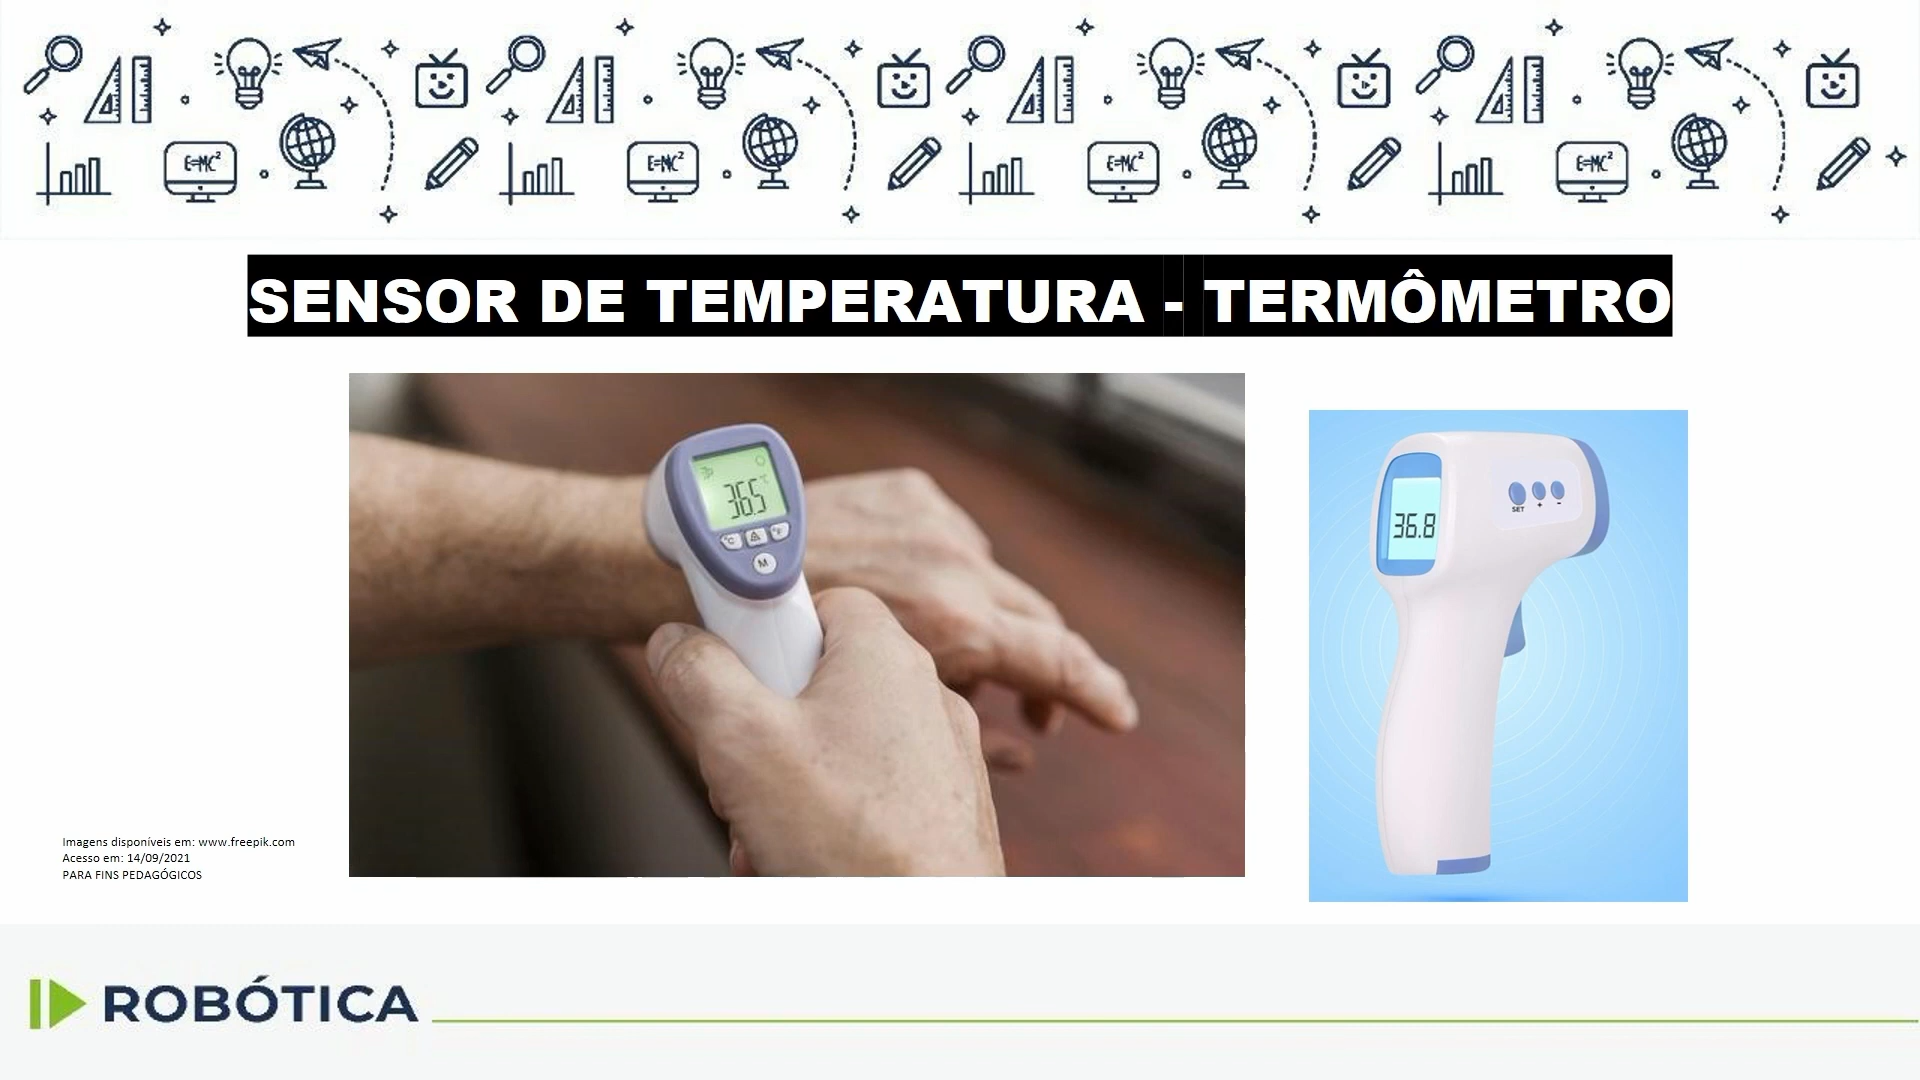 E=MC²
E=MC²
E=MC²
E=MC²
SENSOR DE TEMPERATURA - TERMÔMETRO
36.5
°C
°F
M
36.8
SET
+
-
Imagens disponíveis em: www.freepik.com
Acesso em: 14/09/2021
PARA FINS PEDAGÓGICOS
ROBÓTICA